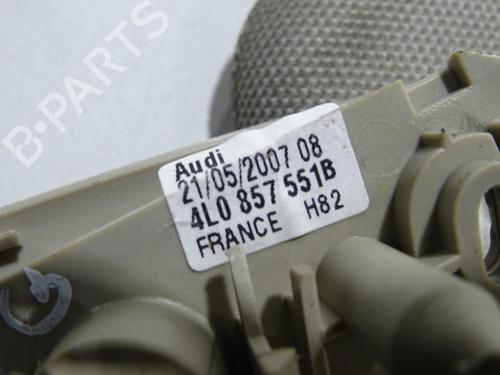 B-PARTS
Audi
21/05/2007 08
4L0 857 551B
FRANCE H82